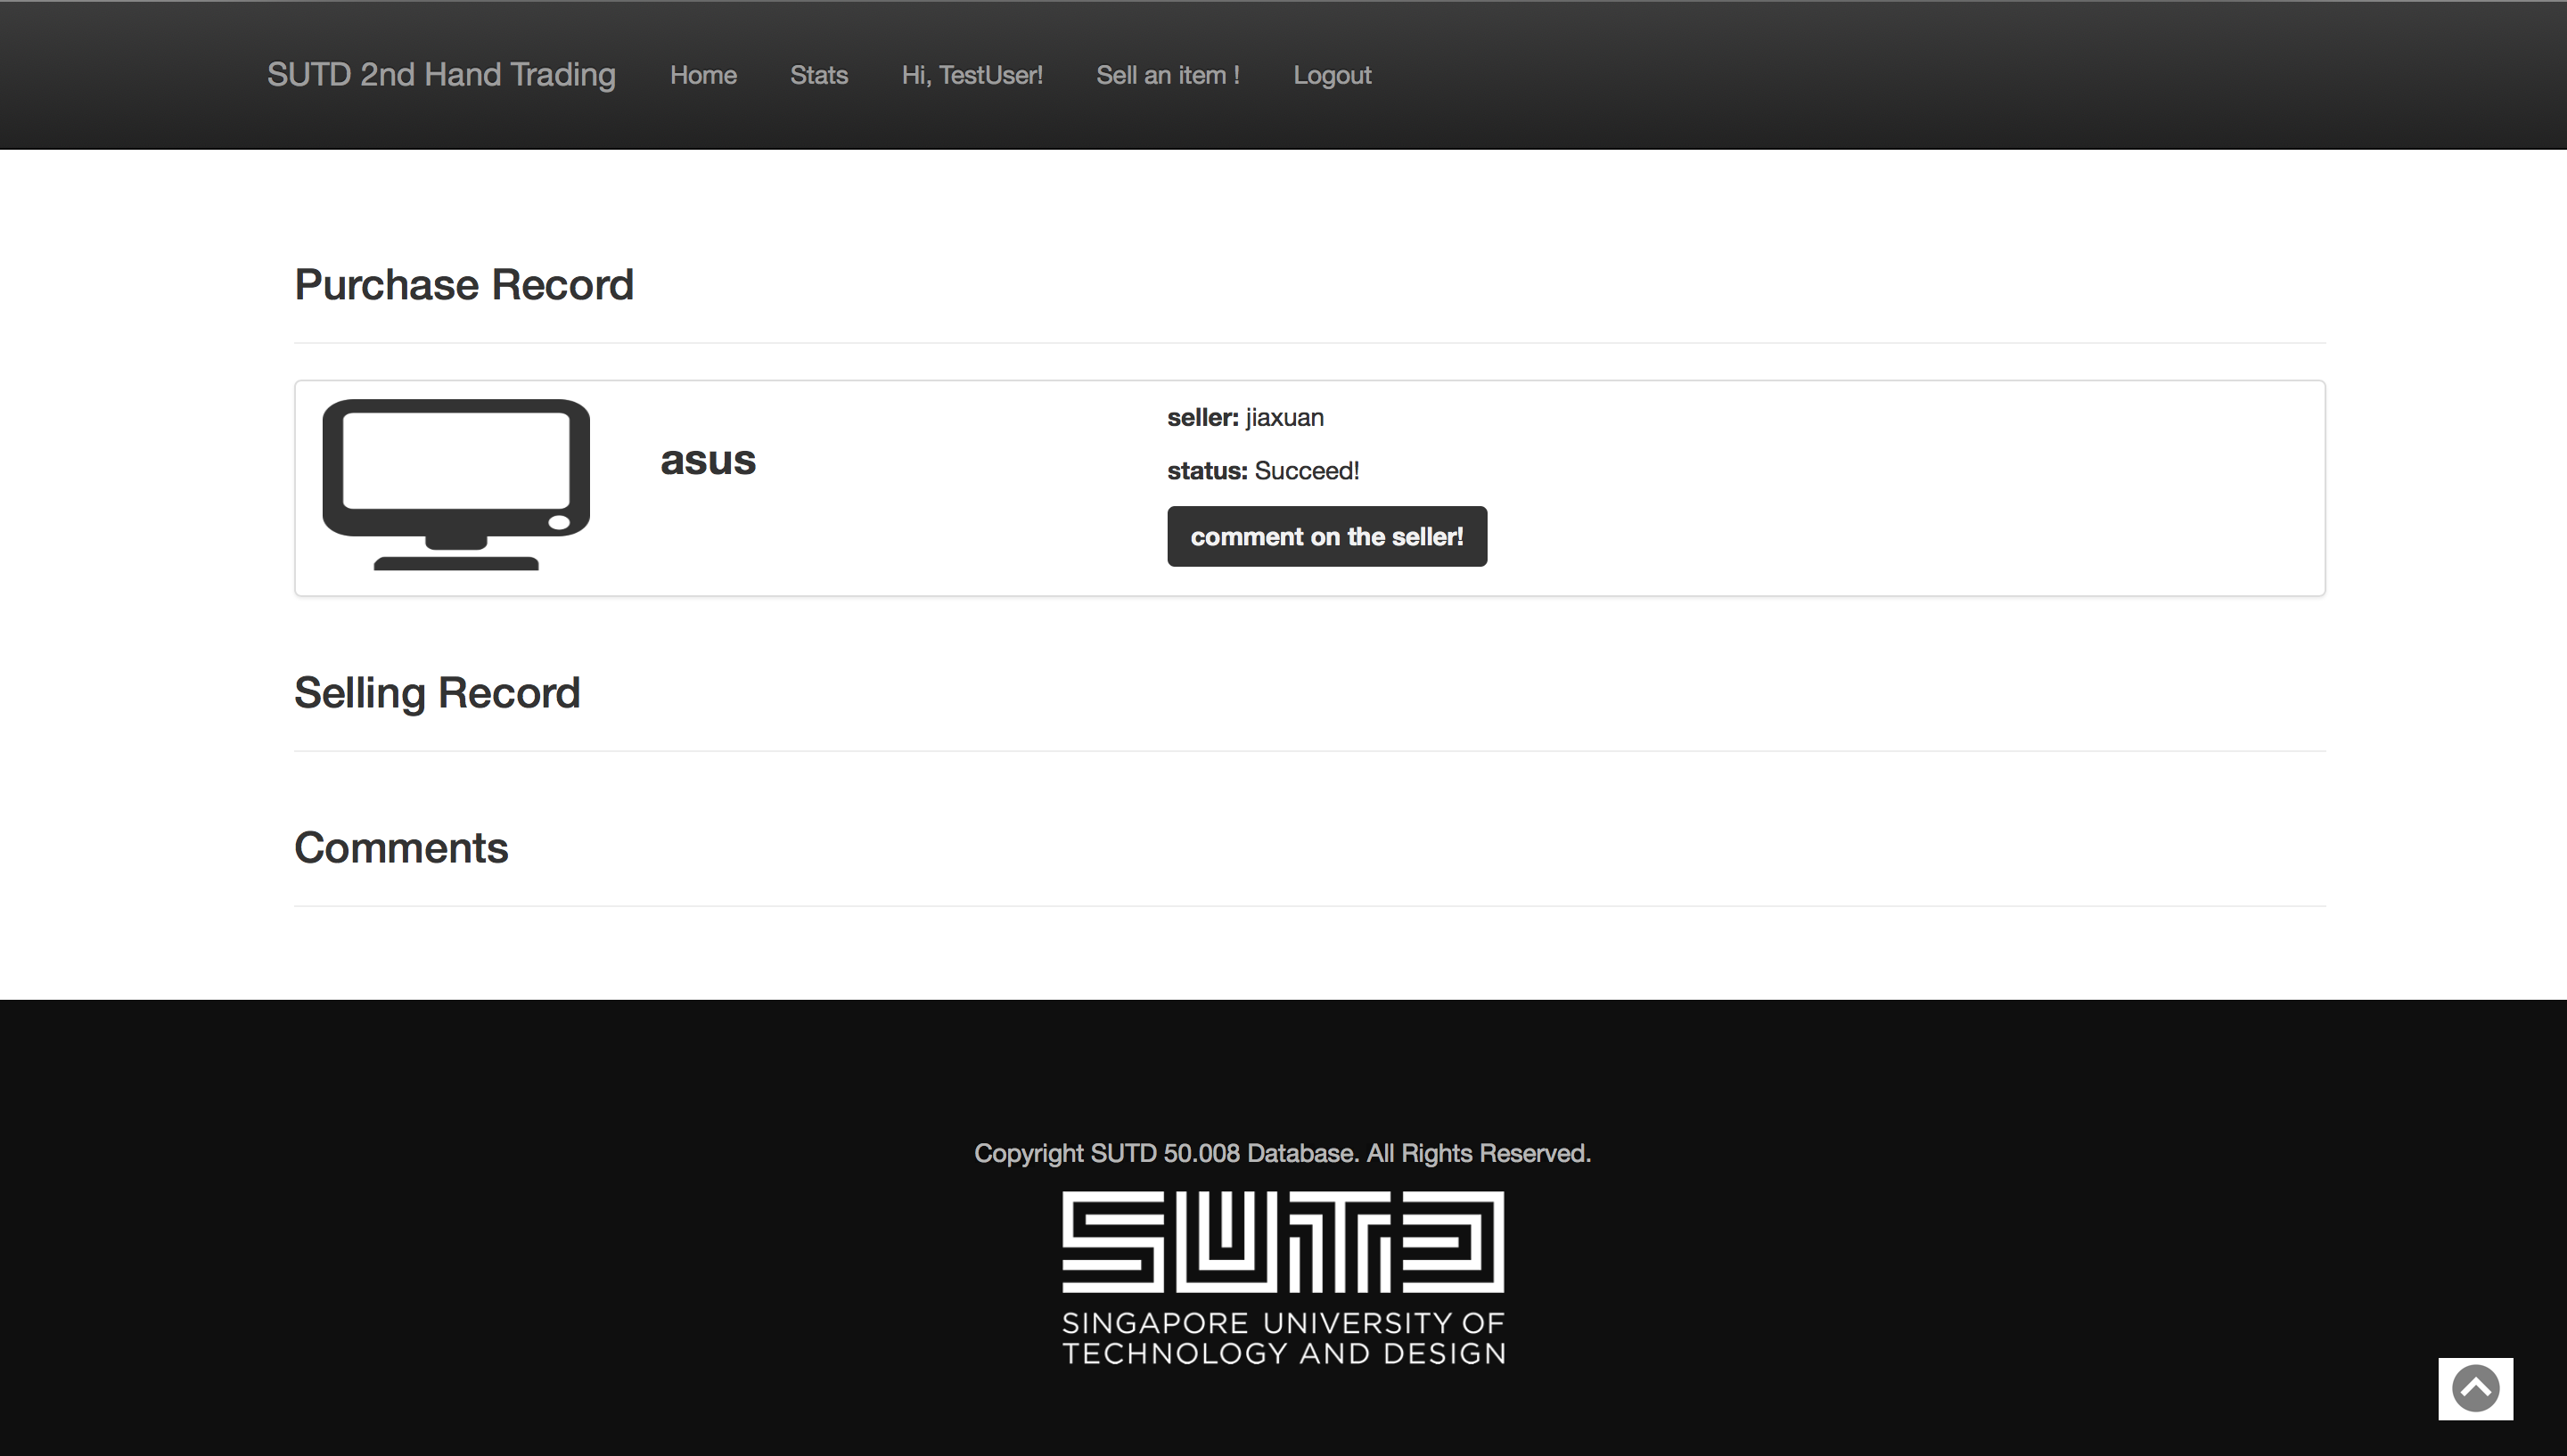 SUTD 2nd Hand Trading Home Stats Hi, TestUser! Sell an item ! Logout
Purchase Record
asus
seller: jiaxuan
status: Succeed!
comment on the seller!
Selling Record
Comments
Copyright SUTD 50.008 Database. All Rights Reserved.
SUTD
SINGAPORE UNIVERSITY OF
TECHNOLOGY AND DESIGN